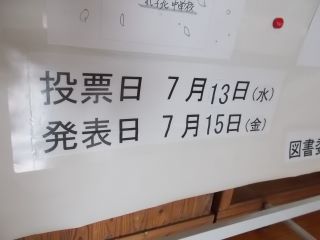 投票日 7月13日(水)
発表日 7月15日(金)
図書委